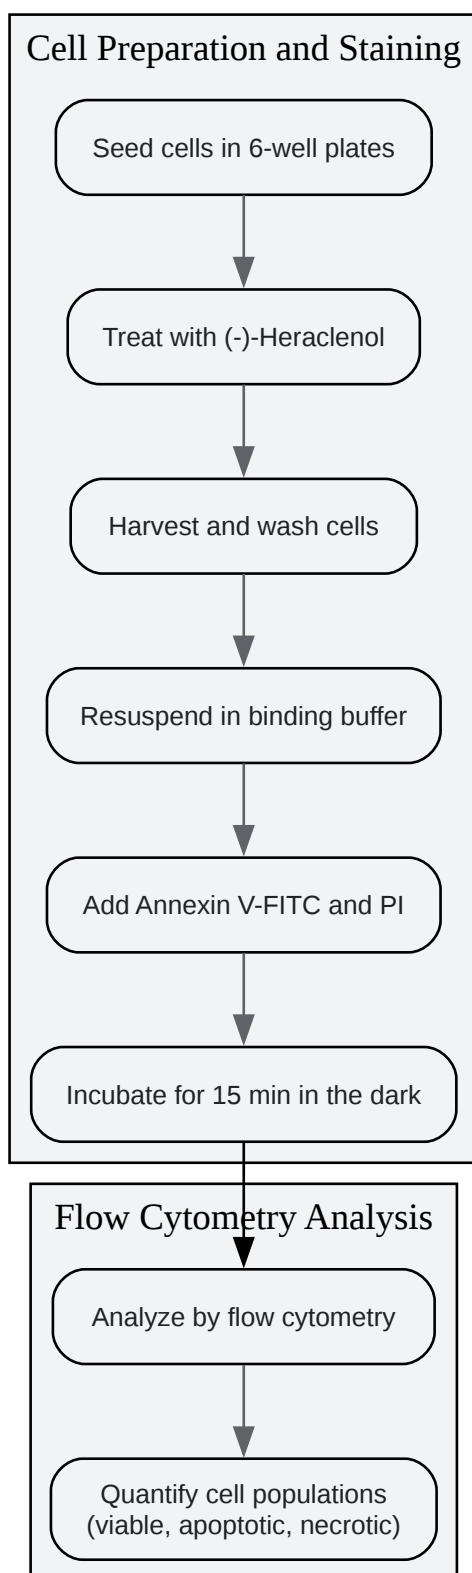 Cell Preparation and Staining
Seed cells in 6-well plates
Treat with (-)-Heraclenol
Harvest and wash cells
Resuspend in binding buffer
Add Annexin V-FITC and PI
Incubate for 15 min in the dark
Flow Cytometry Analysis
Analyze by flow cytometry
Quantify cell populations
(viable, apoptotic, necrotic)